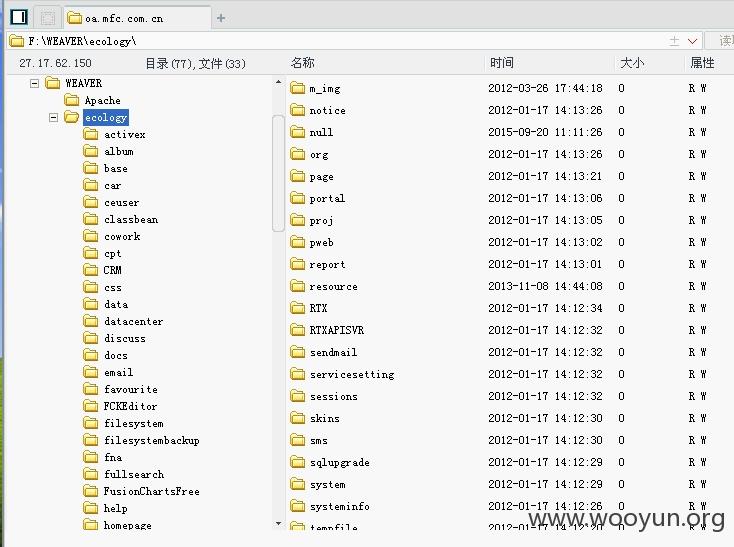 oa.mfc.com.cn
F:\WEAVER\ecology\
27.17.62.150 目录(77),文件(33) 名称 时间 大小 属性
WEAVER
Apache
ecology
activex
album
base
car
ceuser
classbean
cowork
cpt
CRM
css
data
datacenter
discuss
docs
email
favourite
FCKEditor
filesystem
filesystembackup
fna
fullsearch
FusionChartsFree
help
homepage
m_img 2012-03-26 17:44:18 0 R W
notice 2012-01-17 14:13:26 0 R W
null 2015-09-20 11:11:26 0 R W
org 2012-01-17 14:13:26 0 R W
page 2012-01-17 14:13:21 0 R W
portal 2012-01-17 14:13:06 0 R W
proj 2012-01-17 14:13:05 0 R W
pweb 2012-01-17 14:13:02 0 R W
report 2012-01-17 14:13:01 0 R W
resource 2013-11-08 14:44:08 0 R W
RTX 2012-01-17 14:12:34 0 R W
RTXAPISVR 2012-01-17 14:12:32 0 R W
sendmail 2012-01-17 14:12:32 0 R W
servicesetting 2012-01-17 14:12:32 0 R W
sessions 2012-01-17 14:12:32 0 R W
skins 2012-01-17 14:12:30 0 R W
sms 2012-01-17 14:12:30 0 R W
sqlupgrade 2012-01-17 14:12:29 0 R W
system 2012-01-17 14:12:29 0 R W
systeminfo 2012-01-17 14:12:26 0 R W
tempfile
www.wooyun.org